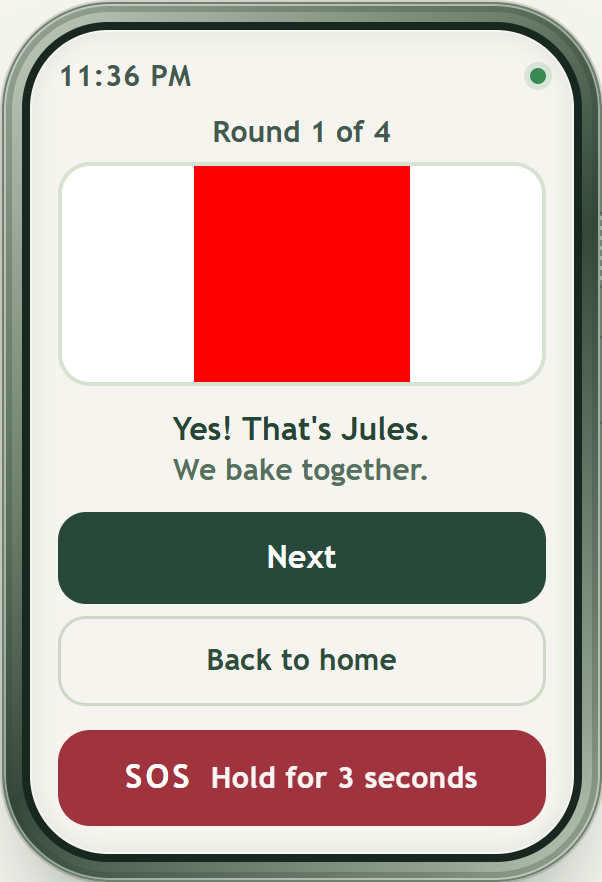 11:36 PM
Round 1 of 4
Yes! That's Jules.
We bake together.
Next
Back to home
SOS Hold for 3 seconds